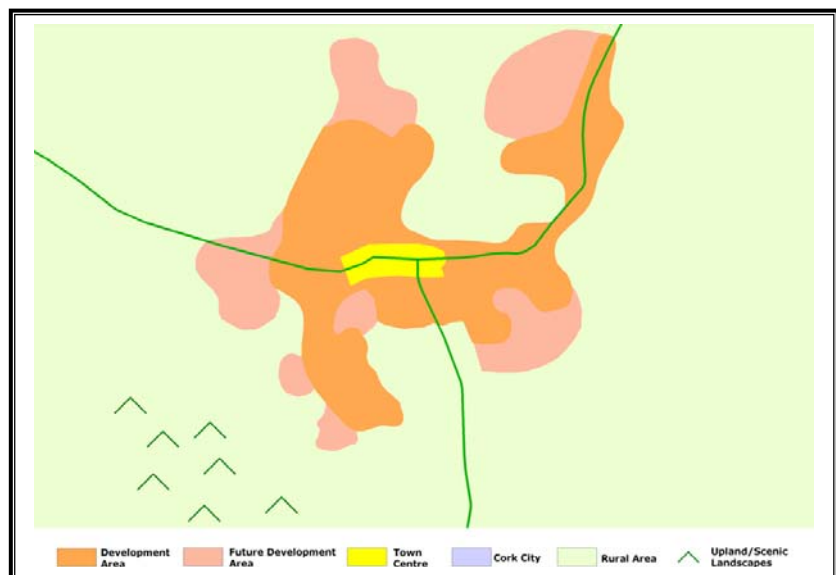 Development
Area
Future Development
Area
Town
Centre
Cork City
Rural Area
Upland/Scenic
Landscapes